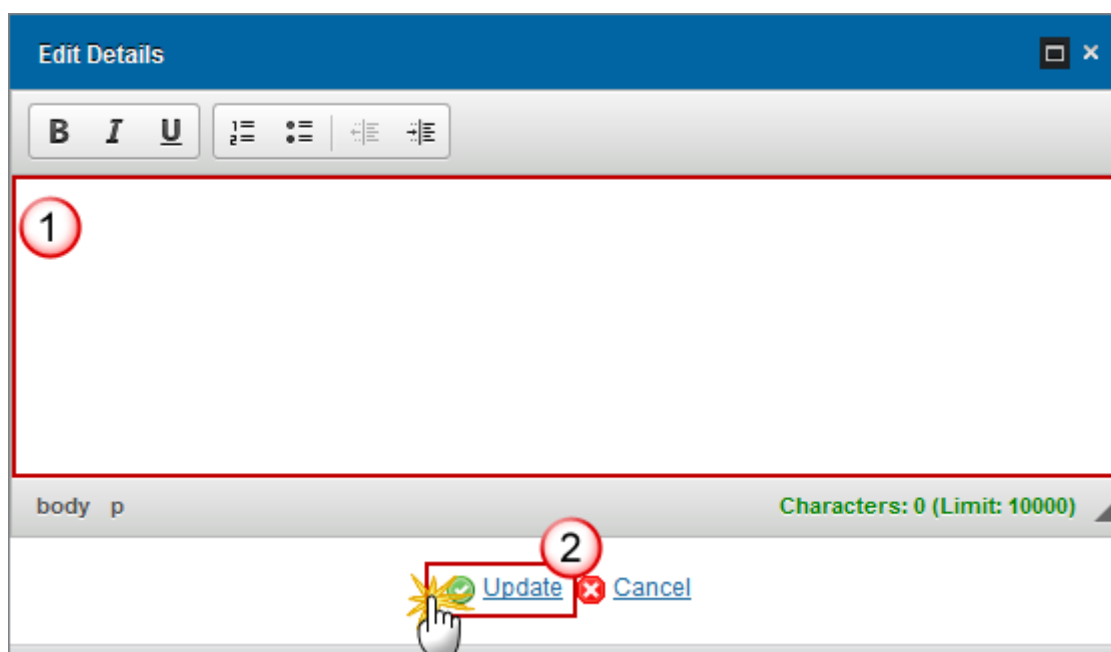 Edit Details
B I U
1
body p Characters: 0 (Limit: 10000)
2
Update Cancel